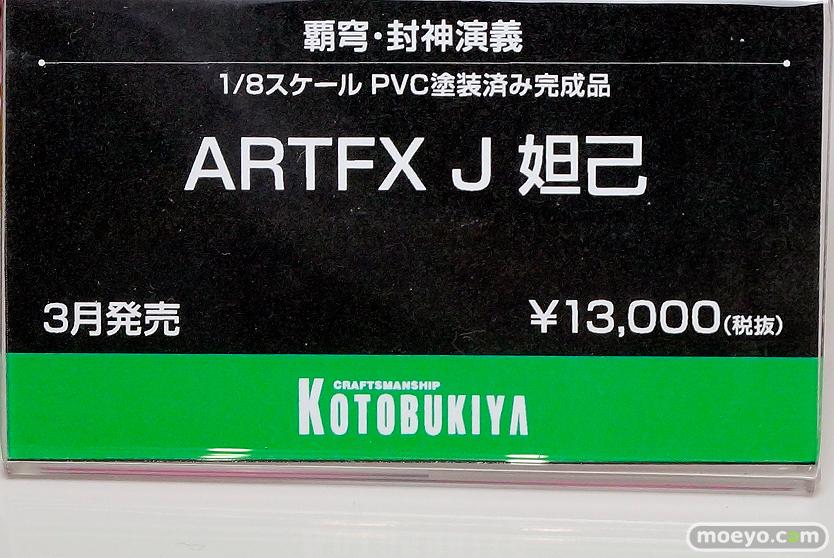 覇穹・封神演義
1/8スケール PVC塗装済み完成品
ARTFX J 妲己
3月発売
¥13,000(税抜)
CRAFTSMANSHIP
KOTOBUKIYA
moeyo.com